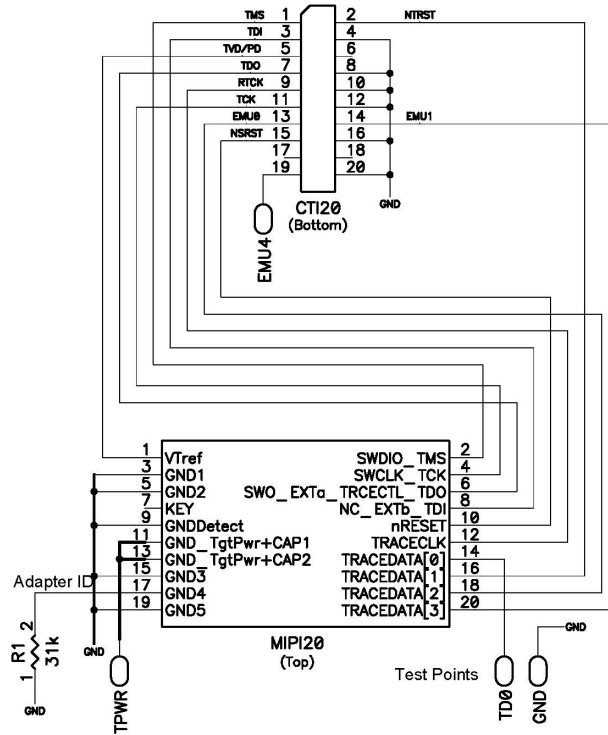 TMS 1 2 NTRST
TDI 3 4
TVD/PD 5 6
TDO 7 8
RTCK 9 10
TCK 11 12
EMU0 13 14 EMU1
NSRST 15 16
17 18
19 20
CTI20
(Bottom)
GND
EMU4
1 VTref SWDIO_TMS 2
3 GND1 SWCLK_TCK 4
5 GND2 SWO_EXTa_TRCECTL_TDO 6
7 KEY NC_EXTb_TDI 8
9 GNDDetect nRESET 10
11 GND_TgtPwr+CAP1 TRACECLK 12
13 GND_TgtPwr+CAP2 TRACEDATA[0] 14
15 GND3 TRACEDATA[1] 16
17 GND4 TRACEDATA[2] 18
19 GND5 TRACEDATA[3] 20
Adapter ID
MIPI20
(Top)
R1
31k
2
1
GND
GND
TPWR
Test Points
TD0
GND
GND